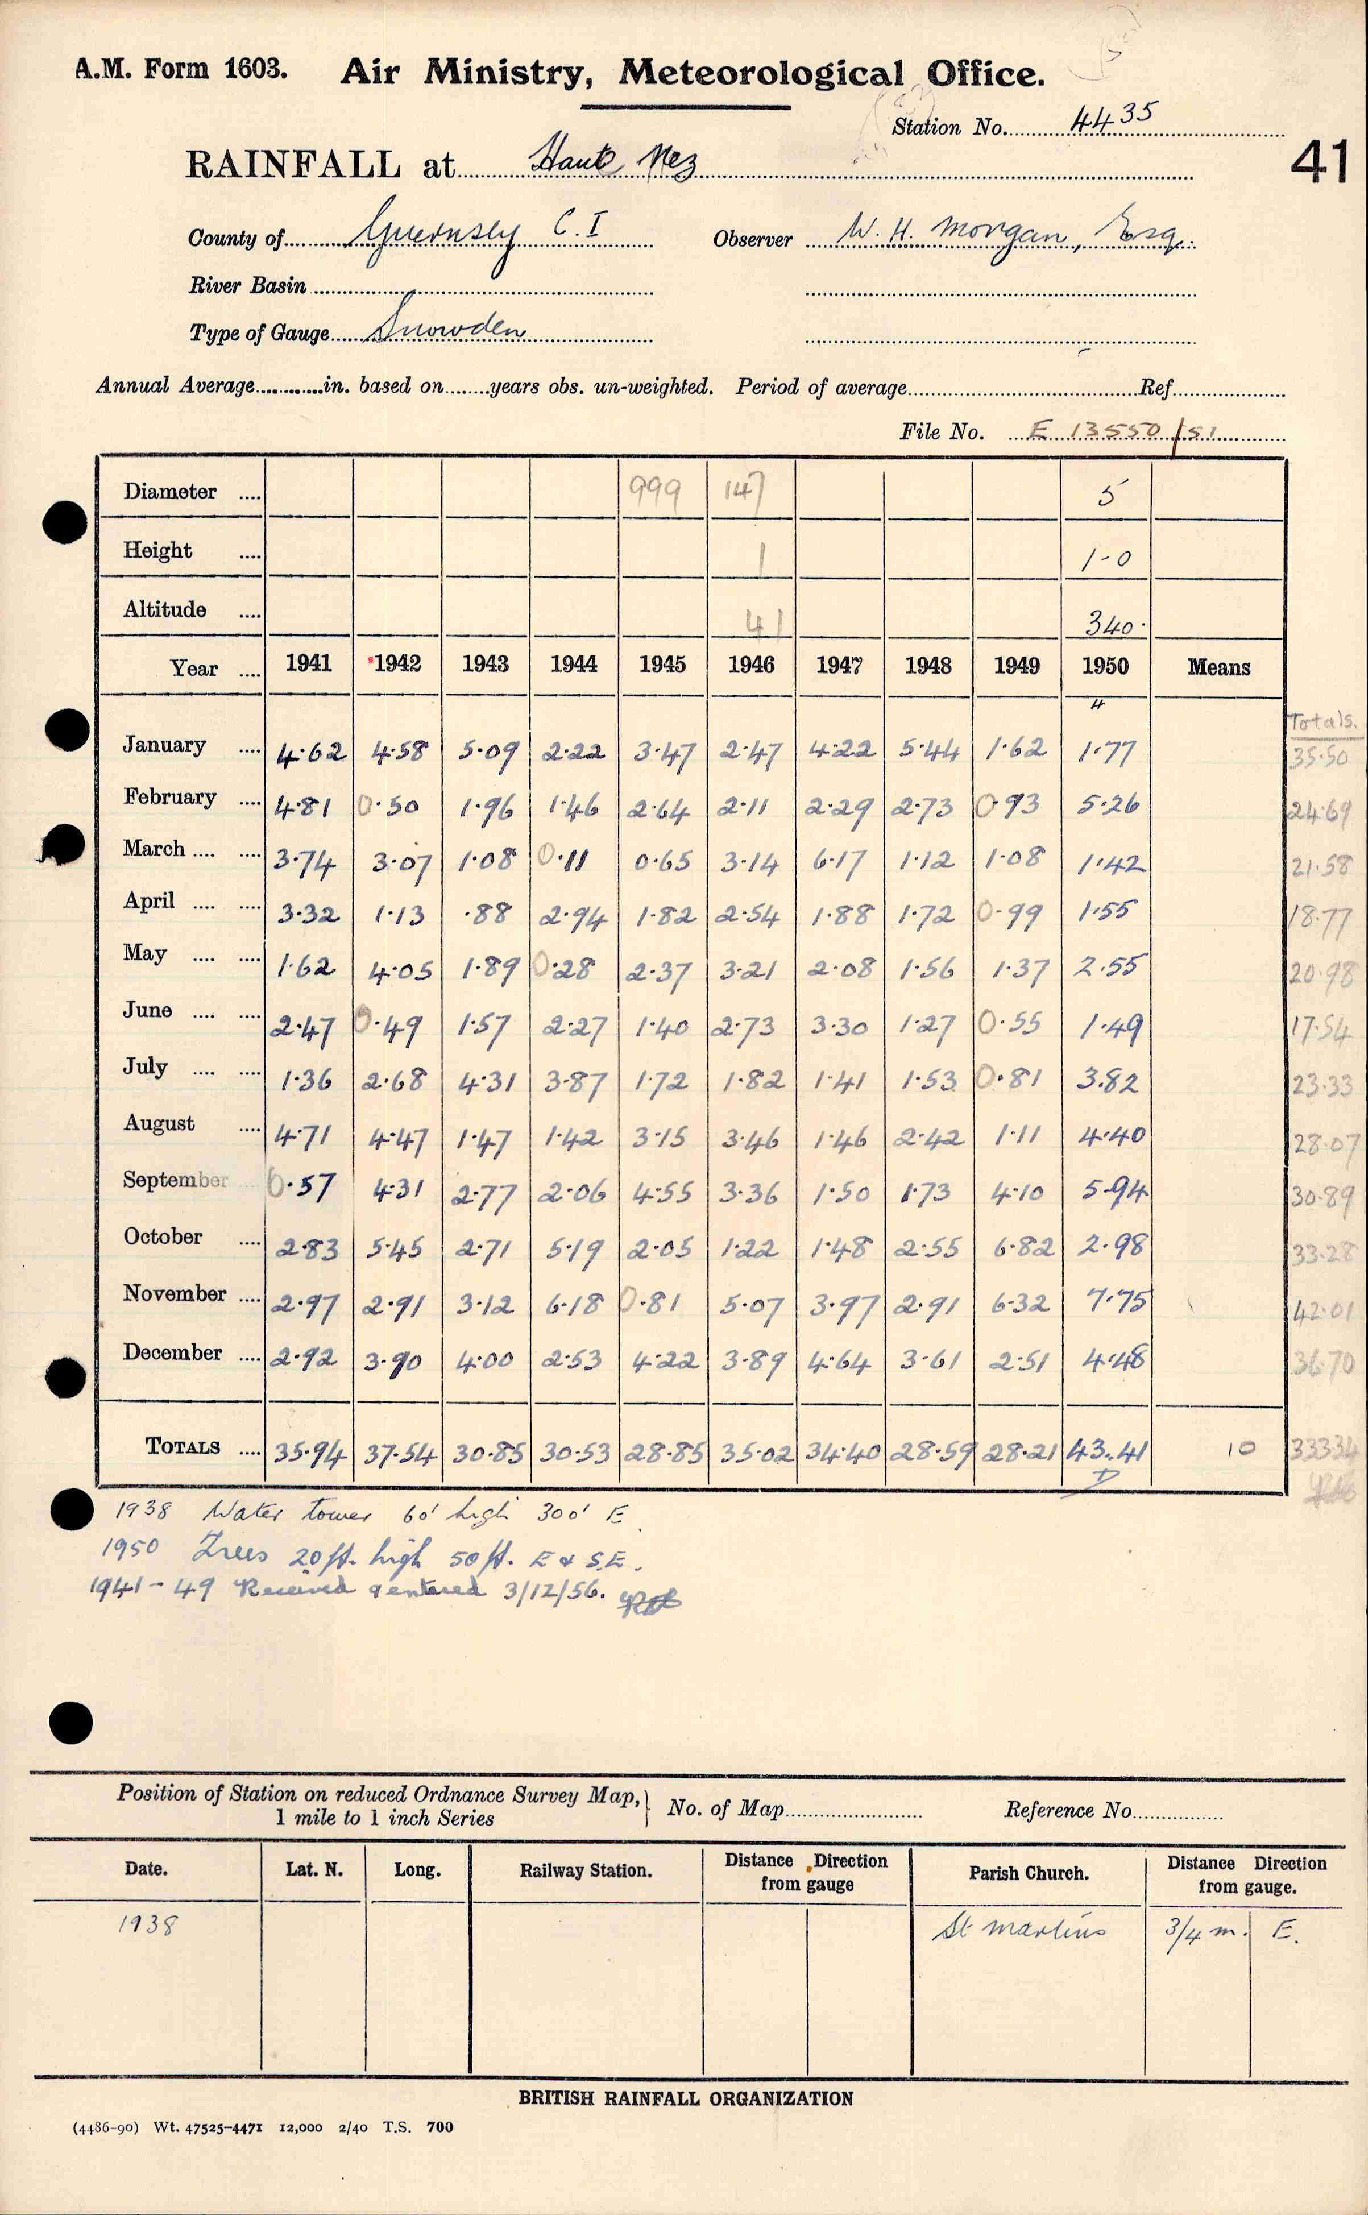 A.M. Form 1603. Air Ministry, Meteorological Office.
Station No. 4435
RAINFALL at Haut Nez
41
County of Guernsey C.I Observer W. H. Morgan, Esq.
River Basin
Type of Gauge Snowden
Annual Average............in. based on........years obs. un-weighted. Period of average Ref
File No. E 13550/51
Diameter .... 999 147 5
Height .... 1 1-0
Altitude .... 41 340.
Year .... 1941 1942 1943 1944 1945 1946 1947 1948 1949 1950 Means
"
Totals.
January .... 4.62 4.58 5.09 2.22 3.47 2.47 4.22 5.44 1.62 1.77 35.50
February .... 4.81 0.50 1.96 1.46 2.64 2.11 2.29 2.73 0.93 5.26 24.69
March .... .... 3.74 3.07 1.08 0.11 0.65 3.14 6.17 1.12 1.08 1.42 21.58
April .... .... 3.32 1.13 .88 2.94 1.82 2.54 1.88 1.72 0.99 1.55 18.77
May .... .... 1.62 4.05 1.89 0.28 2.37 3.21 2.08 1.56 1.37 2.55 20.98
June .... .... 2.47 0.49 1.57 2.27 1.40 2.73 3.30 1.27 0.55 1.49 17.54
July .... .... 1.36 2.68 4.31 3.87 1.72 1.82 1.41 1.53 0.81 3.82 23.33
August .... 4.71 4.47 1.47 1.42 3.15 3.46 1.46 2.42 1.11 4.40 28.07
September 0.57 4.31 2.77 2.06 4.55 3.36 1.50 1.73 4.10 5.94 30.89
October .... 2.83 5.45 2.71 5.19 2.05 1.22 1.48 2.55 6.82 2.98 33.28
November .... 2.97 2.91 3.12 6.18 0.81 5.07 3.97 2.91 6.32 7.75 42.01
December .... 2.92 3.90 4.00 2.53 4.22 3.89 4.64 3.61 2.51 4.48 36.70
TOTALS .... 35.94 37.54 30.85 30.53 28.85 35.02 34.40 28.59 28.21 43.41 10 333.34
1938 Water tower 60' high 300' E.
1950 Trees 20ft. high 50ft. E & S.E.
1941-49 Received & entered 3/12/56.
Position of Station on reduced Ordnance Survey Map,
1 mile to 1 inch Series
No. of Map Reference No.
Date. Lat. N. Long. Railway Station. Distance Direction from gauge Parish Church. Distance Direction from gauge.
1938 St Martins 3/4 m. E.
BRITISH RAINFALL ORGANIZATION
(4486-90) Wt. 47525-4471 12,000 2/40 T.S. 700